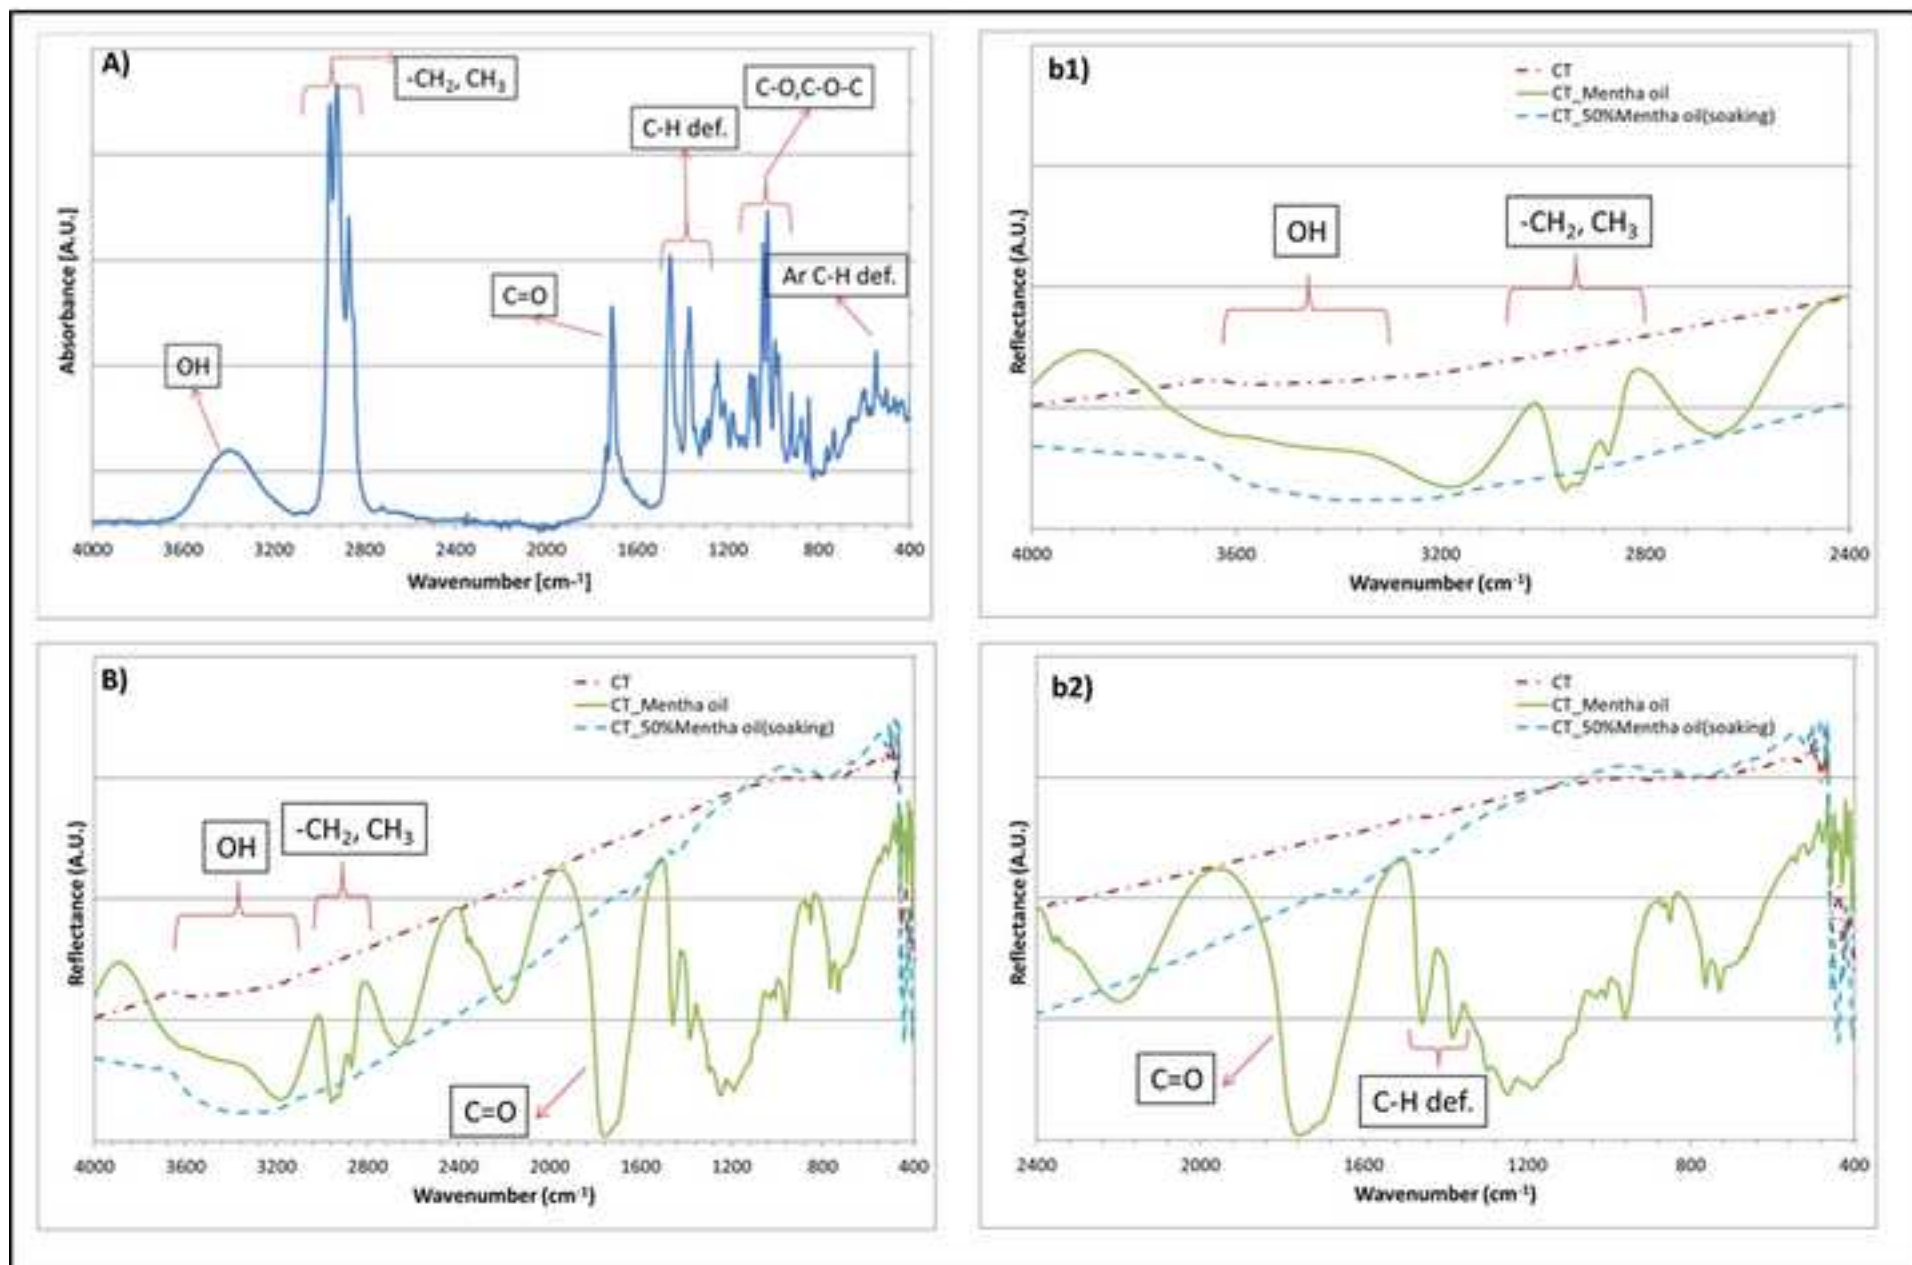 A)
-CH₂, CH₃
C-O,C-O-C
C-H def.
Ar C-H def.
C=O
OH
Absorbance [A.U.]
4000 3600 3200 2800 2400 2000 1600 1200 800 400
Wavenumber [cm-¹]
b1)
CT
CT_Mentha oil
CT_50%Mentha oil(soaking)
OH
-CH₂, CH₃
Reflectance (A.U.)
4000 3600 3200 2800 2400
Wavenumber (cm⁻¹)
B)
CT
CT_Mentha oil
CT_50%Mentha oil(soaking)
OH
-CH₂, CH₃
C=O
Reflectance (A.U.)
4000 3600 3200 2800 2400 2000 1600 1200 800 400
Wavenumber (cm⁻¹)
b2)
CT
CT_Mentha oil
CT_50%Mentha oil(soaking)
C=O
C-H def.
Reflectance (A.U.)
2400 2000 1600 1200 800 400
Wavenumber (cm⁻¹)